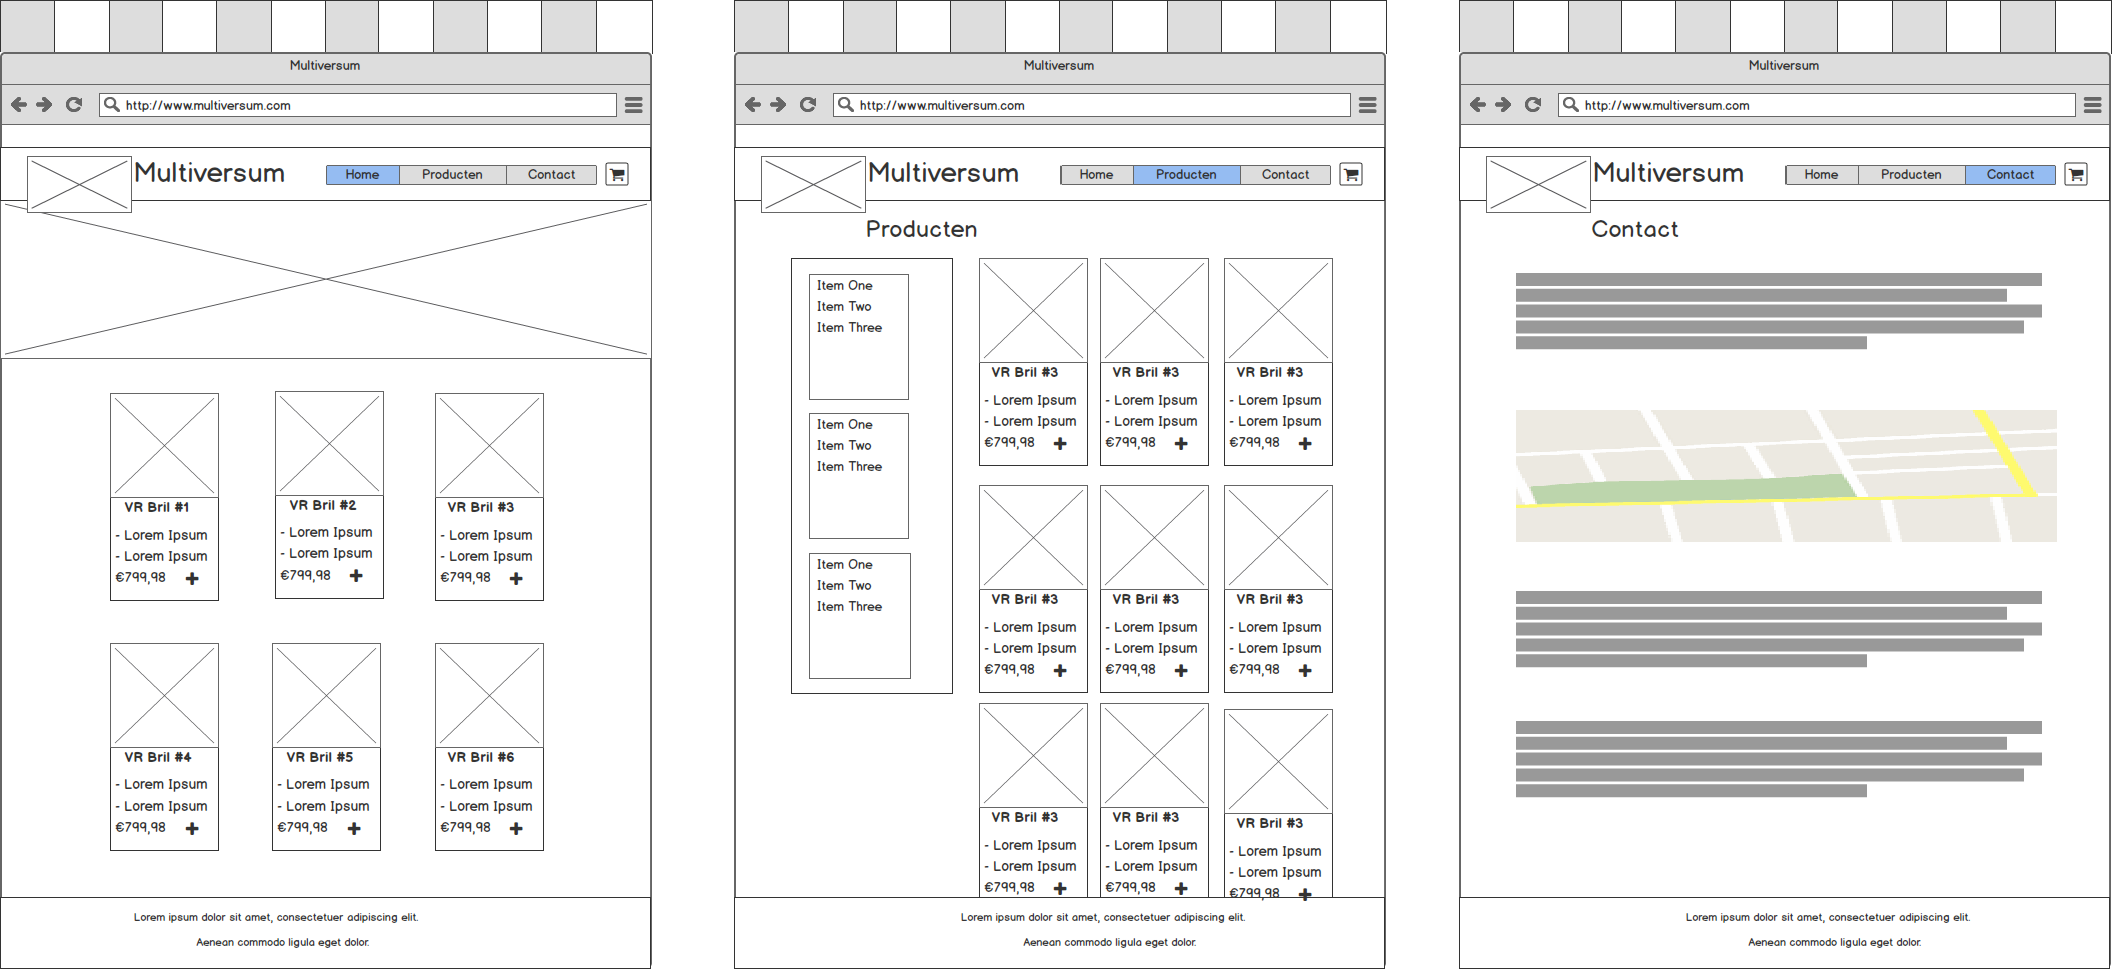 Multiversum
http://www.multiversum.com
Multiversum
Home Producten Contact
VR Bril #1
- Lorem Ipsum
- Lorem Ipsum
€799,98
VR Bril #2
- Lorem Ipsum
- Lorem Ipsum
€799,98
VR Bril #3
- Lorem Ipsum
- Lorem Ipsum
€799,98
VR Bril #4
- Lorem Ipsum
- Lorem Ipsum
€799,98
VR Bril #5
- Lorem Ipsum
- Lorem Ipsum
€799,98
VR Bril #6
- Lorem Ipsum
- Lorem Ipsum
€799,98
Lorem ipsum dolor sit amet, consectetuer adipiscing elit.
Aenean commodo ligula eget dolor.
Multiversum
http://www.multiversum.com
Multiversum
Home Producten Contact
Producten
Item One
Item Two
Item Three
Item One
Item Two
Item Three
Item One
Item Two
Item Three
VR Bril #3
- Lorem Ipsum
- Lorem Ipsum
€799,98
VR Bril #3
- Lorem Ipsum
- Lorem Ipsum
€799,98
VR Bril #3
- Lorem Ipsum
- Lorem Ipsum
€799,98
VR Bril #3
- Lorem Ipsum
- Lorem Ipsum
€799,98
VR Bril #3
- Lorem Ipsum
- Lorem Ipsum
€799,98
VR Bril #3
- Lorem Ipsum
- Lorem Ipsum
€799,98
VR Bril #3
- Lorem Ipsum
- Lorem Ipsum
€799,98
VR Bril #3
- Lorem Ipsum
- Lorem Ipsum
€799,98
VR Bril #3
- Lorem Ipsum
- Lorem Ipsum
€799,98
Lorem ipsum dolor sit amet, consectetuer adipiscing elit.
Aenean commodo ligula eget dolor.
Multiversum
http://www.multiversum.com
Multiversum
Home Producten Contact
Contact
Lorem ipsum dolor sit amet, consectetuer adipiscing elit.
Aenean commodo ligula eget dolor.